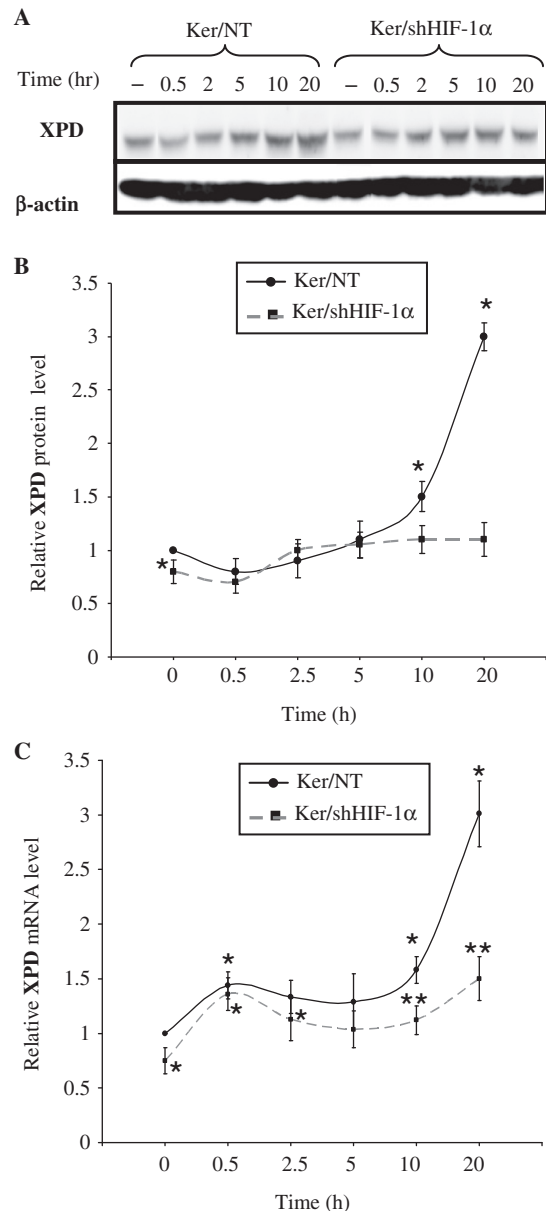 A
Ker/NT Ker/shHIF-1α
Time (hr) – 0.5 2 5 10 20 – 0.5 2 5 10 20
XPD
β-actin
B
3.5
3
2.5
2
1.5
1
0.5
0
Relative XPD protein level
Ker/NT
Ker/shHIF-1α
*
*
*
0 0.5 2.5 5 10 20
Time (h)
C
3.5
3
2.5
2
1.5
1
0.5
0
Relative XPD mRNA level
Ker/NT
Ker/shHIF-1α
*
*
*
**
**
*
*
*
0 0.5 2.5 5 10 20
Time (h)